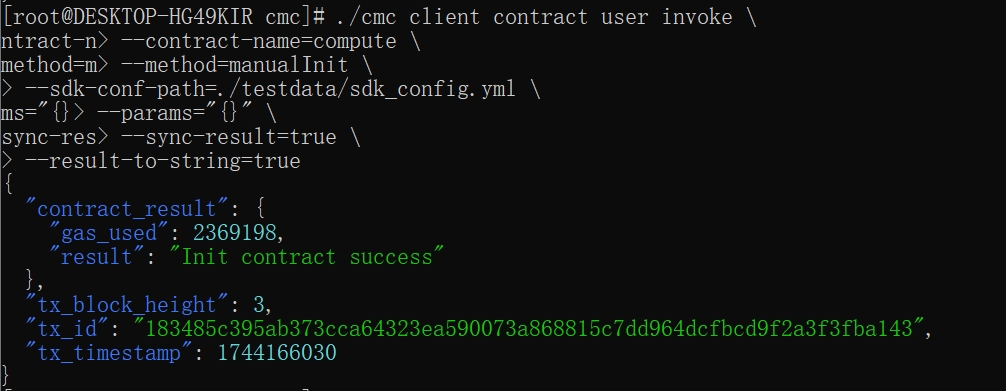 [root@DESKTOP-HG49KIR cmc]# ./cmc client contract user invoke \
ntract-n> --contract-name=compute \
method=m> --method=manualInit \
> --sdk-conf-path=./testdata/sdk_config.yml \
ms="{}> --params="{}" \
sync-res> --sync-result=true \
> --result-to-string=true
{
  "contract_result": {
    "gas_used": 2369198,
    "result": "Init contract success"
  },
  "tx_block_height": 3,
  "tx_id": "183485c395ab373cca64323ea590073a868815c7dd964dcfbcd9f2a3f3fba143",
  "tx_timestamp": 1744166030
}